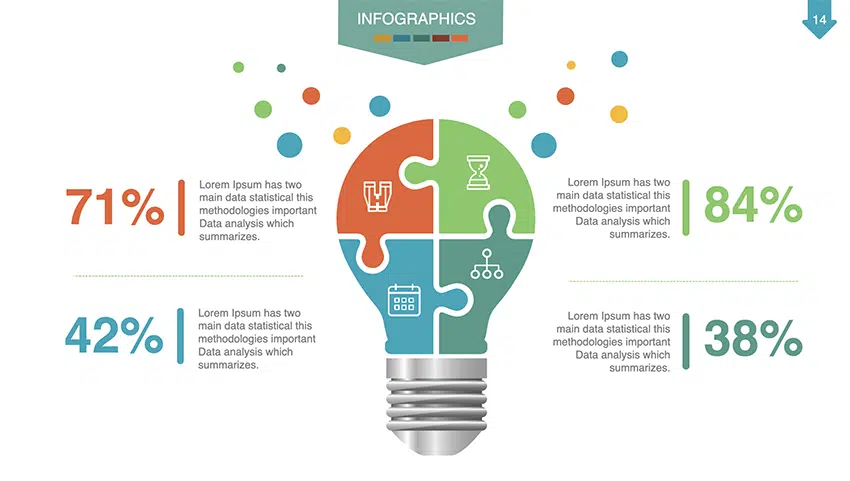 INFOGRAPHICS
14
71%
Lorem Ipsum has two
main data statistical this
methodologies important
Data analysis which
summarizes.
84%
Lorem Ipsum has two
main data statistical this
methodologies important
Data analysis which
summarizes.
42%
Lorem Ipsum has two
main data statistical this
methodologies important
Data analysis which
summarizes.
38%
Lorem Ipsum has two
main data statistical this
methodologies important
Data analysis which
summarizes.